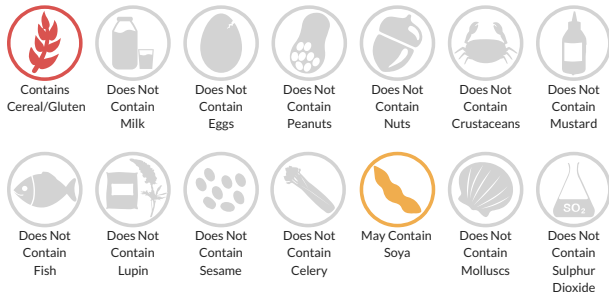 Contains
Cereal/Gluten
Does Not
Contain
Milk
Does Not
Contain
Eggs
Does Not
Contain
Peanuts
Does Not
Contain
Nuts
Does Not
Contain
Crustaceans
Does Not
Contain
Mustard
Does Not
Contain
Fish
Does Not
Contain
Lupin
Does Not
Contain
Sesame
Does Not
Contain
Celery
May Contain
Soya
Does Not
Contain
Molluscs
SO₂
Does Not
Contain
Sulphur
Dioxide